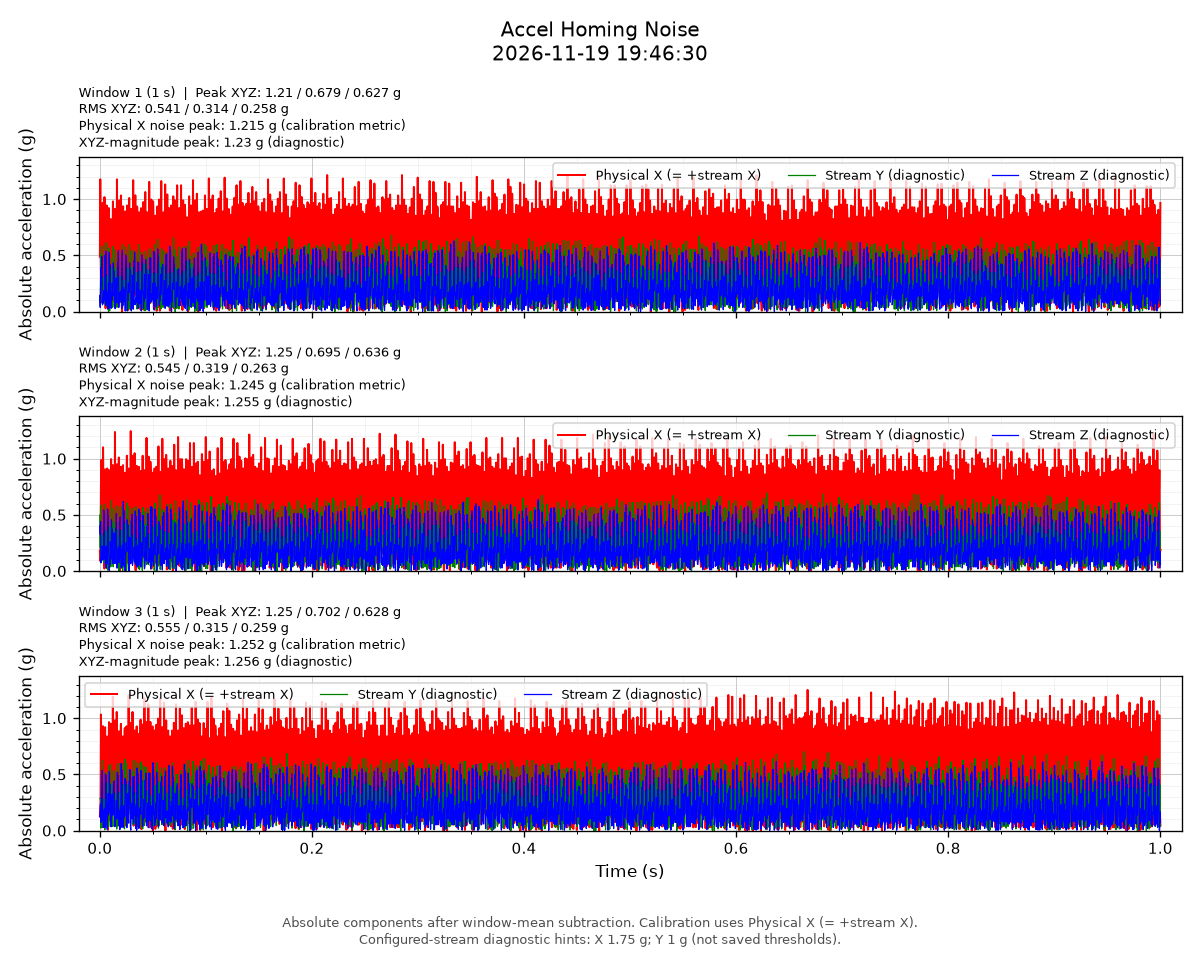 Accel Homing Noise
2026-11-19 19:46:30
Window 1 (1 s)  |  Peak XYZ: 1.21 / 0.679 / 0.627 g
RMS XYZ: 0.541 / 0.314 / 0.258 g
Physical X noise peak: 1.215 g (calibration metric)
XYZ-magnitude peak: 1.23 g (diagnostic)
Absolute acceleration (g)
Physical X (= +stream X)
Stream Y (diagnostic)
Stream Z (diagnostic)
1.0
0.5
0.0
Window 2 (1 s)  |  Peak XYZ: 1.25 / 0.695 / 0.636 g
RMS XYZ: 0.545 / 0.319 / 0.263 g
Physical X noise peak: 1.245 g (calibration metric)
XYZ-magnitude peak: 1.255 g (diagnostic)
Absolute acceleration (g)
Physical X (= +stream X)
Stream Y (diagnostic)
Stream Z (diagnostic)
1.0
0.5
0.0
Window 3 (1 s)  |  Peak XYZ: 1.25 / 0.702 / 0.628 g
RMS XYZ: 0.555 / 0.315 / 0.259 g
Physical X noise peak: 1.252 g (calibration metric)
XYZ-magnitude peak: 1.256 g (diagnostic)
Absolute acceleration (g)
Physical X (= +stream X)
Stream Y (diagnostic)
Stream Z (diagnostic)
1.0
0.5
0.0
0.0 0.2 0.4 0.6 0.8 1.0
Time (s)
Absolute components after window-mean subtraction. Calibration uses Physical X (= +stream X).
Configured-stream diagnostic hints: X 1.75 g; Y 1 g (not saved thresholds).